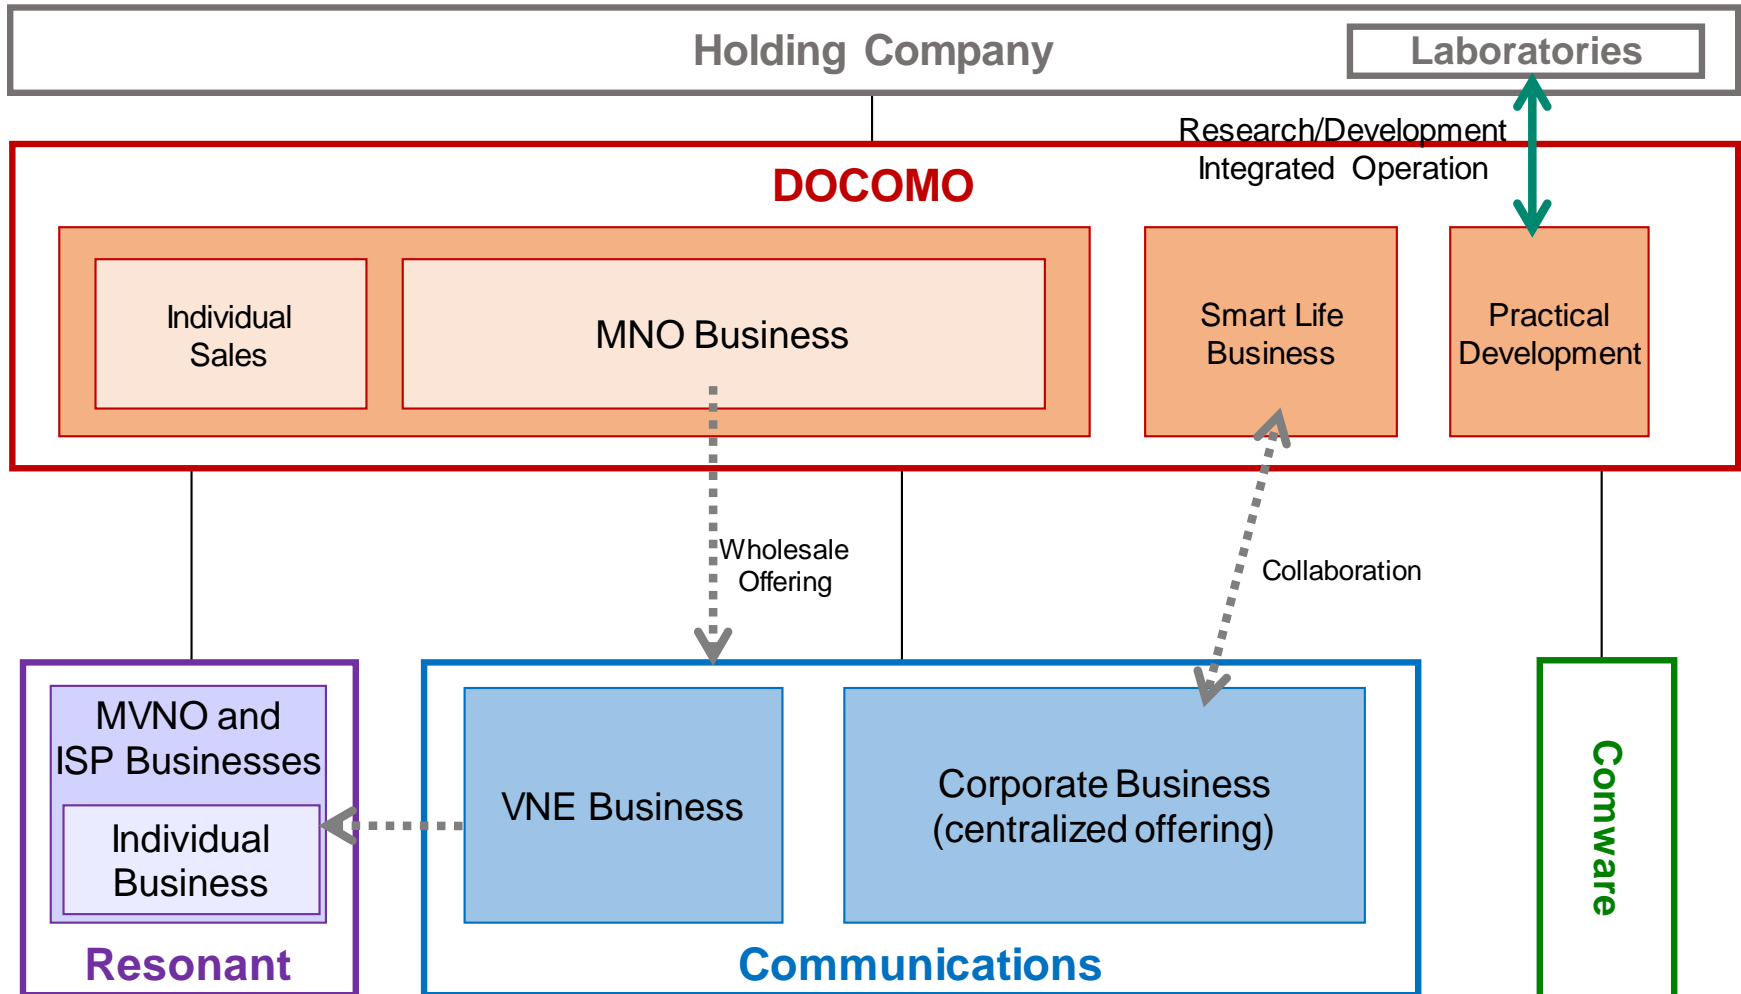 Holding Company
Laboratories
Research/Development
Integrated Operation
DOCOMO
Individual
Sales
MNO Business
Smart Life
Business
Practical
Development
Wholesale
Offering
Collaboration
MVNO and
ISP Businesses
Individual
Business
Resonant
VNE Business
Corporate Business
(centralized offering)
Communications
Comware